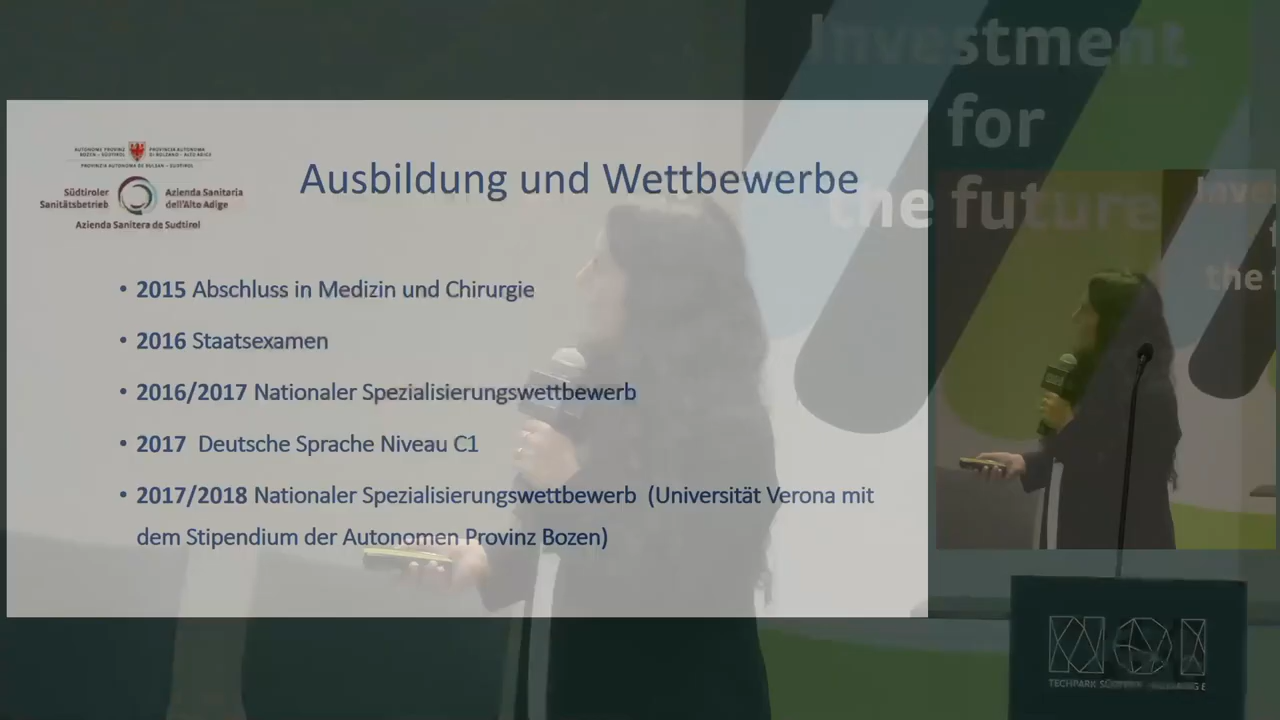 Investment
for
the future
AUTONOME PROVINZ
BOZEN - SÜDTIROL
PROVINCIA AUTONOMA
DI BOLZANO - ALTO ADIGE
PROVINZIA AUTONOMA DE BULSAN - SÜDTIROL
Südtiroler
Sanitätsbetrieb
Azienda Sanitaria
dell'Alto Adige
Azienda Sanitera de Sudtirol
Ausbildung und Wettbewerbe
• 2015 Abschluss in Medizin und Chirurgie
• 2016 Staatsexamen
• 2016/2017 Nationaler Spezialisierungswettbewerb
• 2017 Deutsche Sprache Niveau C1
• 2017/2018 Nationaler Spezialisierungswettbewerb (Universität Verona mit
dem Stipendium der Autonomen Provinz Bozen)
the
NOI
TECHPARK